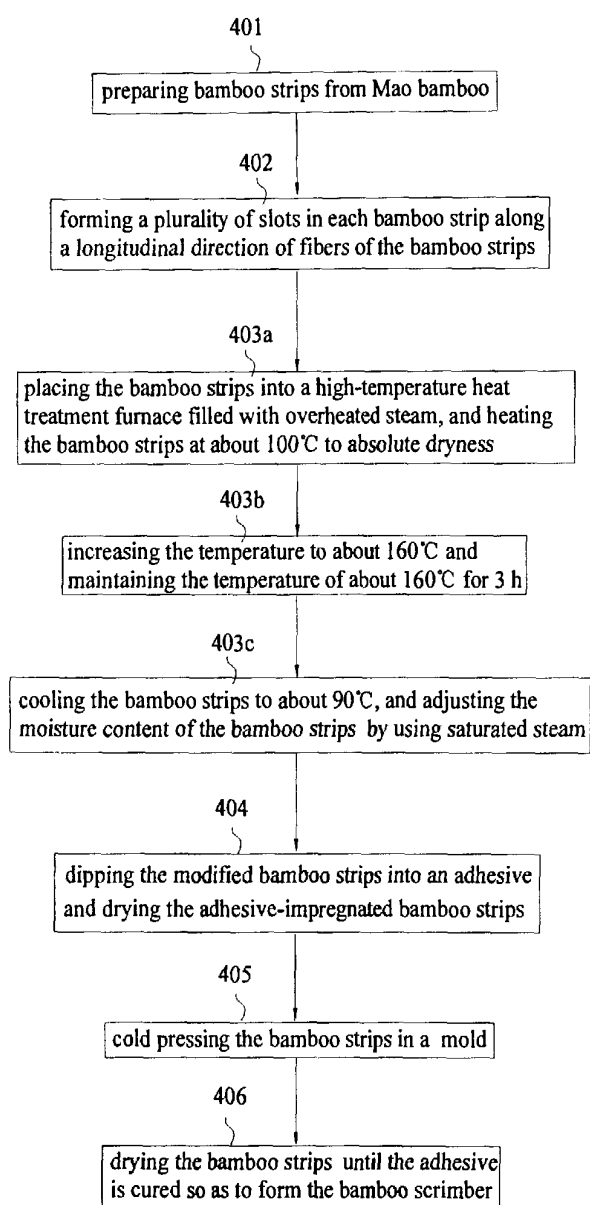 401
preparing bamboo strips from Mao bamboo
402
forming a plurality of slots in each bamboo strip along
a longitudinal direction of fibers of the bamboo strips
403a
placing the bamboo strips into a high-temperature heat
treatment furnace filled with overheated steam, and heating
the bamboo strips at about 100℃ to absolute dryness
403b
increasing the temperature to about 160℃ and
maintaining the temperature of about 160℃ for 3 h
403c
cooling the bamboo strips to about 90℃, and adjusting the
moisture content of the bamboo strips by using saturated steam
404
dipping the modified bamboo strips into an adhesive
and drying the adhesive-impregnated bamboo strips
405
cold pressing the bamboo strips in a mold
406
drying the bamboo strips until the adhesive
is cured so as to form the bamboo scrimber